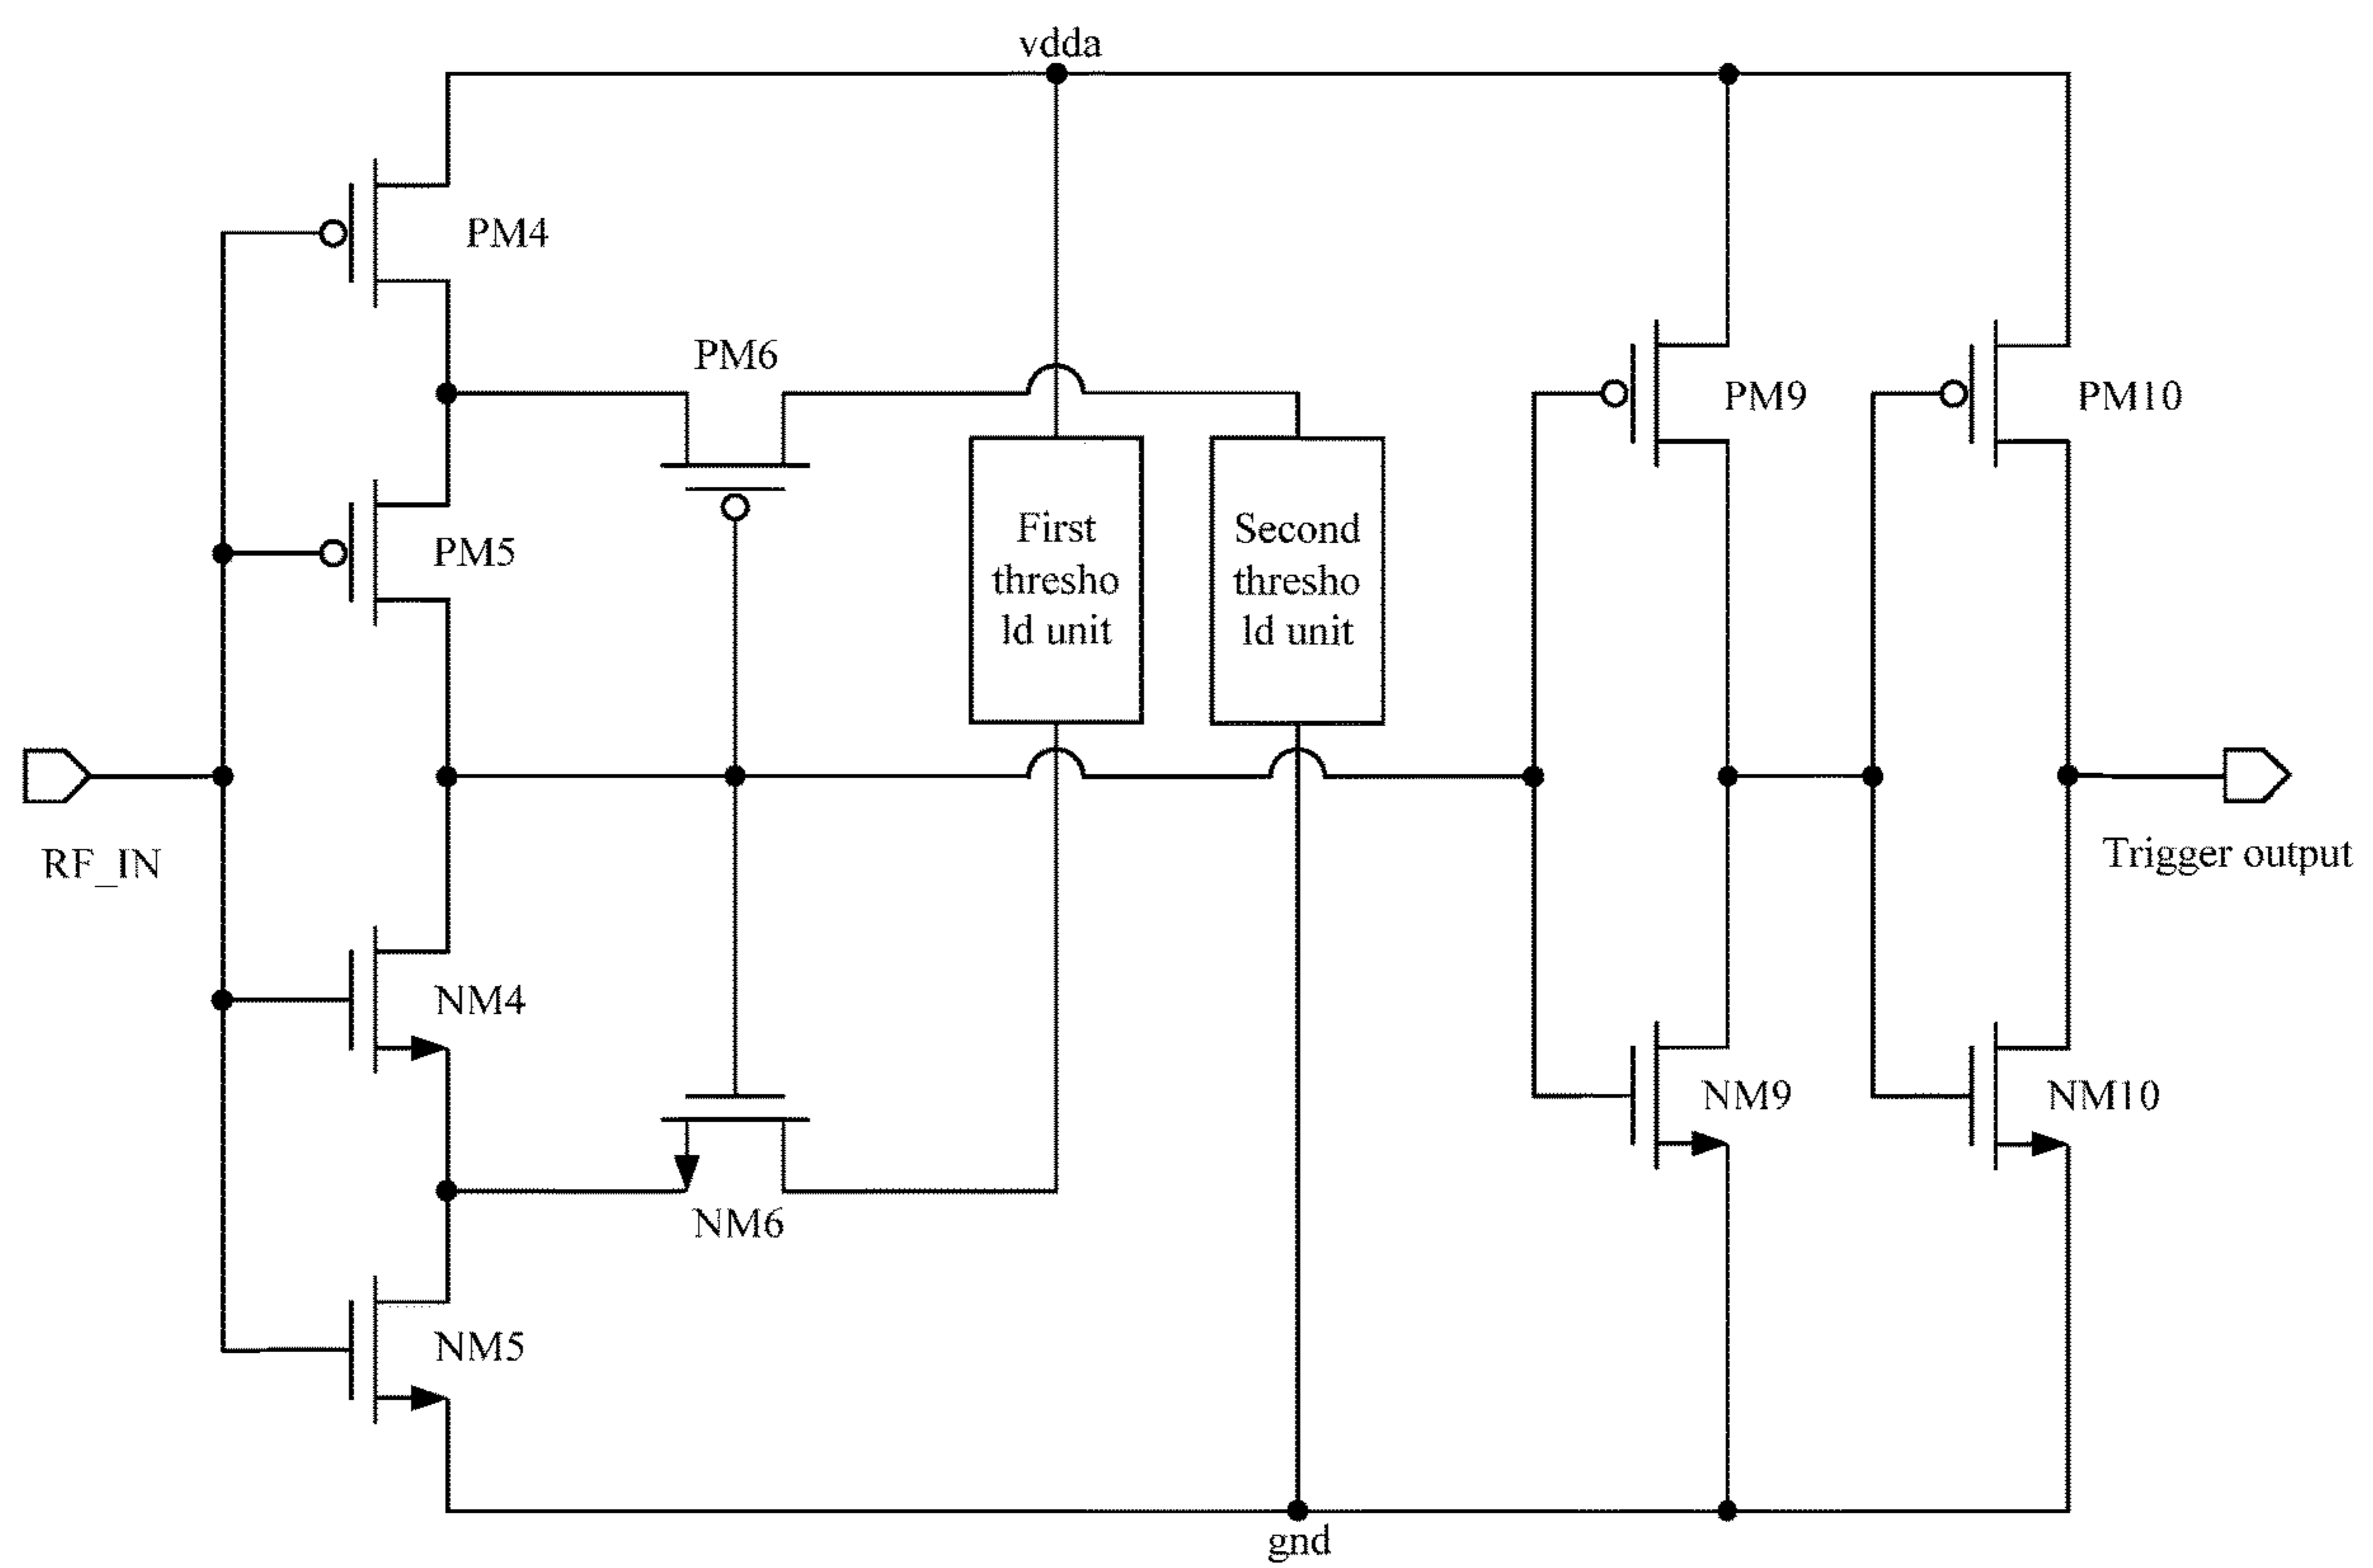 vdda
PM4
PM6
PM9
PM10
First
thresho
ld unit
Second
thresho
ld unit
PM5
RF_IN
Trigger output
NM4
NM9
NM10
NM6
NM5
gnd